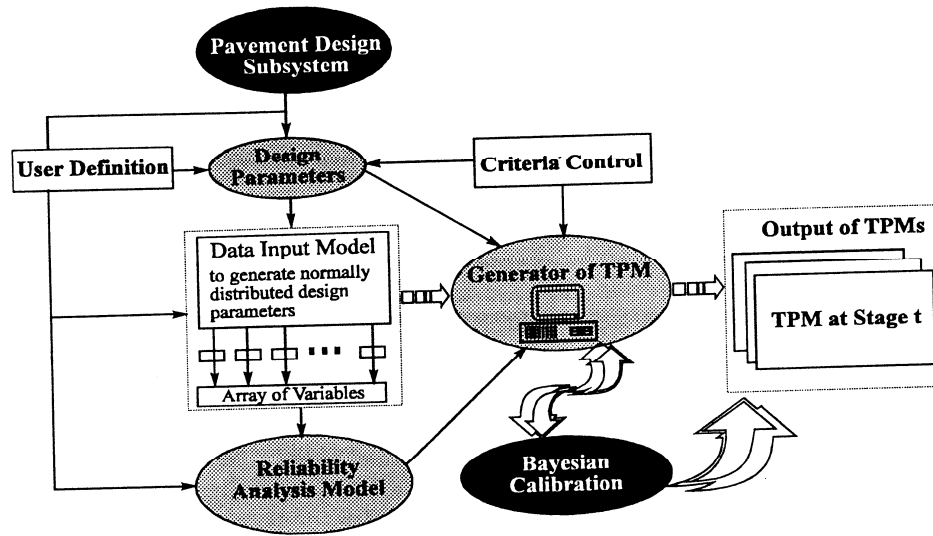 Pavement Design
Subsystem
User Definition
Design
Parameters
Criteria Control
Data Input Model
to generate normally
distributed design
parameters
Array of Variables
Generator of TPM
Output of TPMs
TPM at Stage t
Reliability
Analysis Model
Bayesian
Calibration